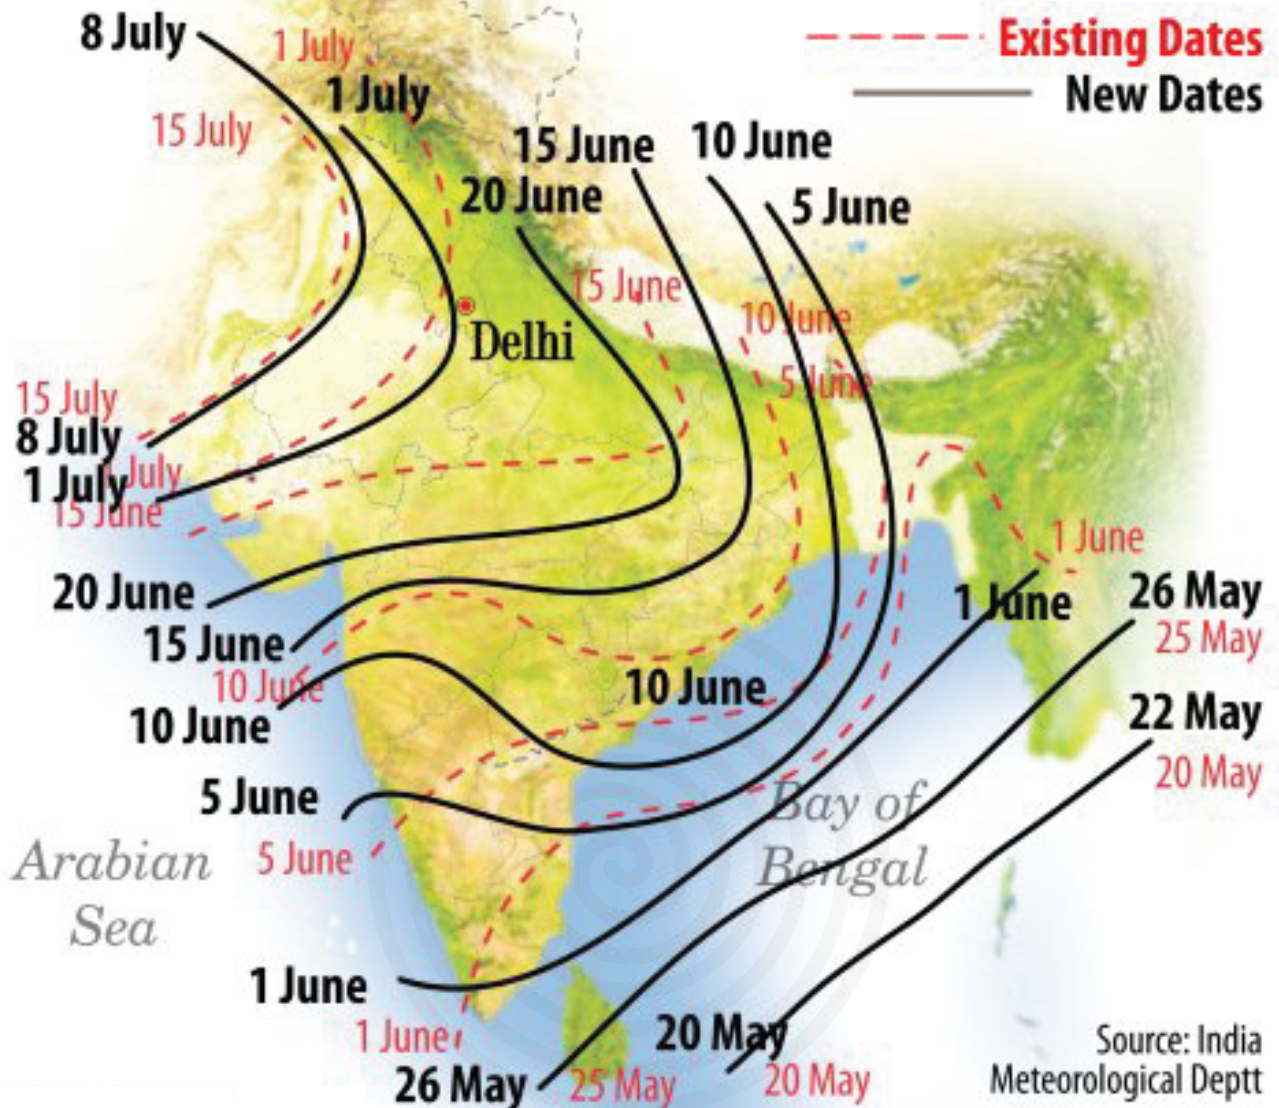 8 July
1 July
Existing Dates
1 July
New Dates
15 July
15 June
10 June
20 June
5 June
15 June
10 June
Delhi
5 June
15 July
8 July
July
1 July
15 June
1 June
20 June
1 June
26 May
25 May
15 June
10 June
10 June
10 June
22 May
20 May
5 June
5 June
Bay of
Bengal
Arabian
Sea
1 June
1 June
20 May
26 May
25 May
20 May
Source: India
Meteorological Deptt